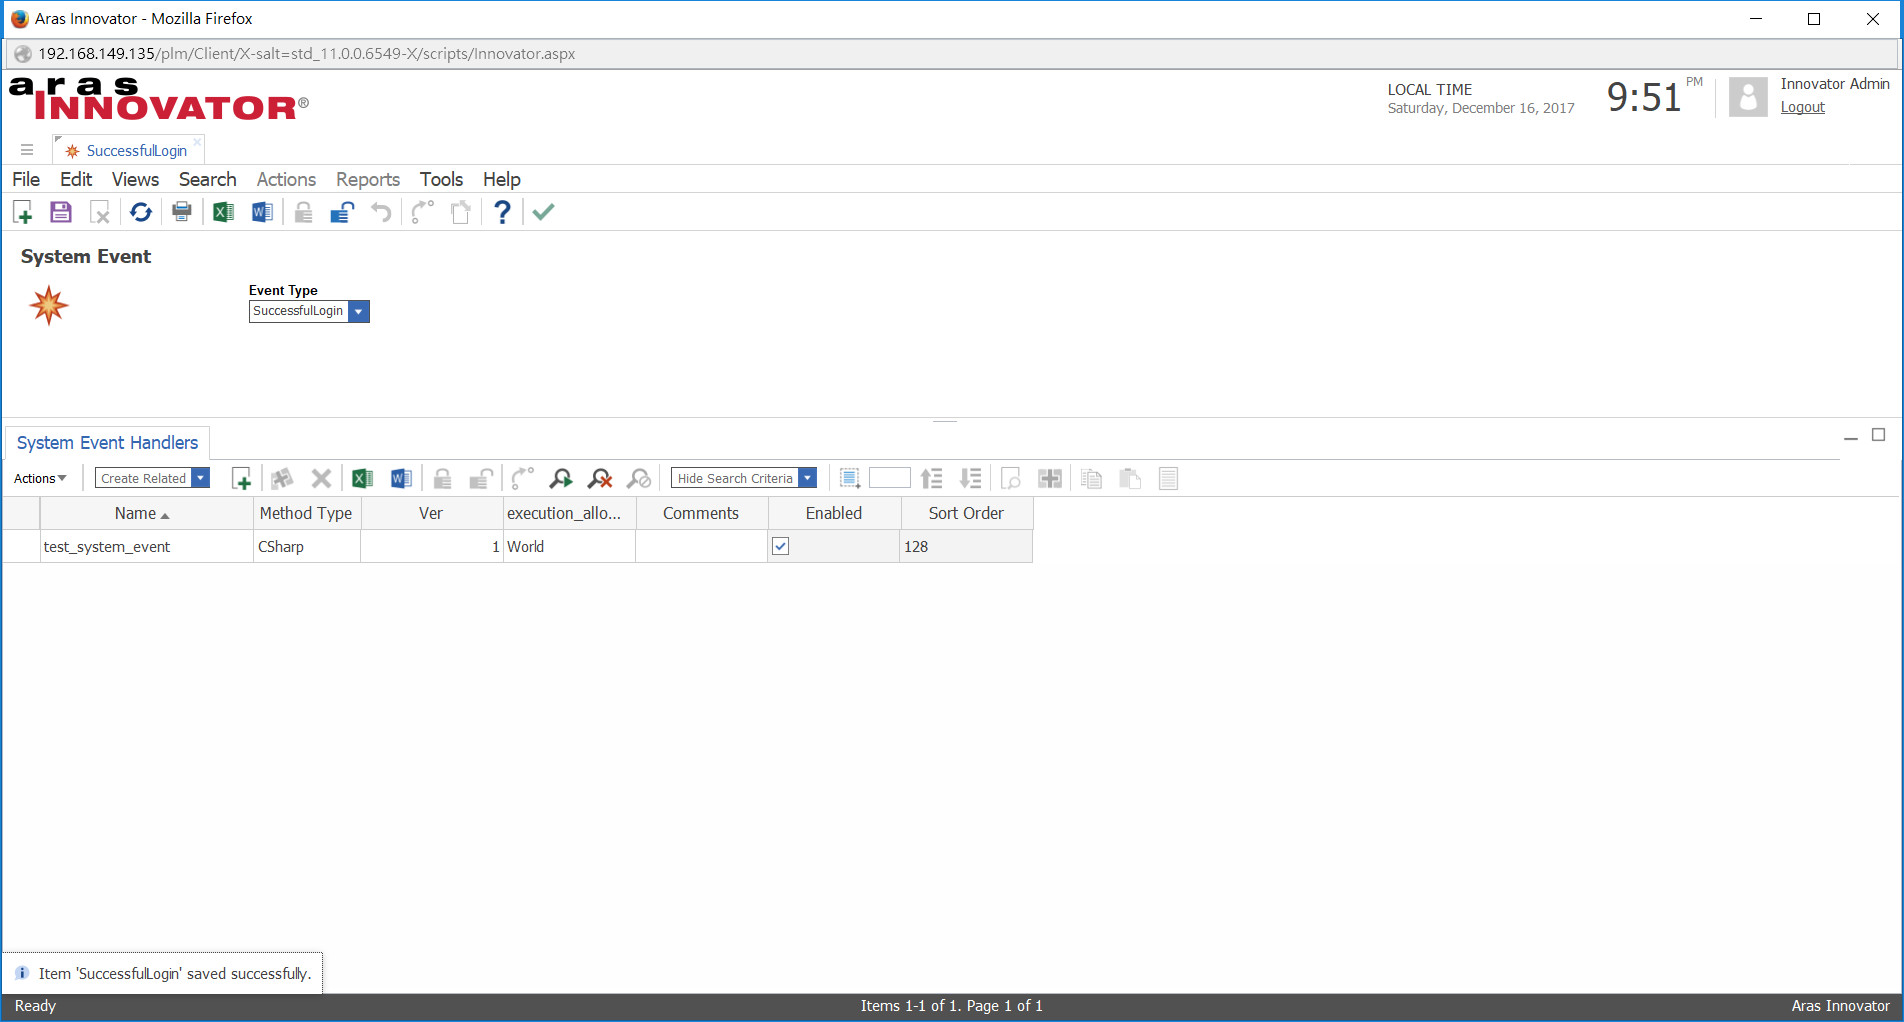 Aras Innovator - Mozilla Firefox
192.168.149.135/plm/Client/X-salt=std_11.0.0.6549-X/scripts/Innovator.aspx
aras
INNOVATOR®
LOCAL TIME
Saturday, December 16, 2017
9:51 PM
Innovator Admin
Logout
SuccessfulLogin
File Edit Views Search Actions Reports Tools Help
System Event
Event Type
SuccessfulLogin
System Event Handlers
Actions Create Related Hide Search Criteria
Name Method Type Ver execution_allo... Comments Enabled Sort Order
test_system_event CSharp 1 World 128
Item 'SuccessfulLogin' saved successfully.
Ready Items 1-1 of 1. Page 1 of 1 Aras Innovator